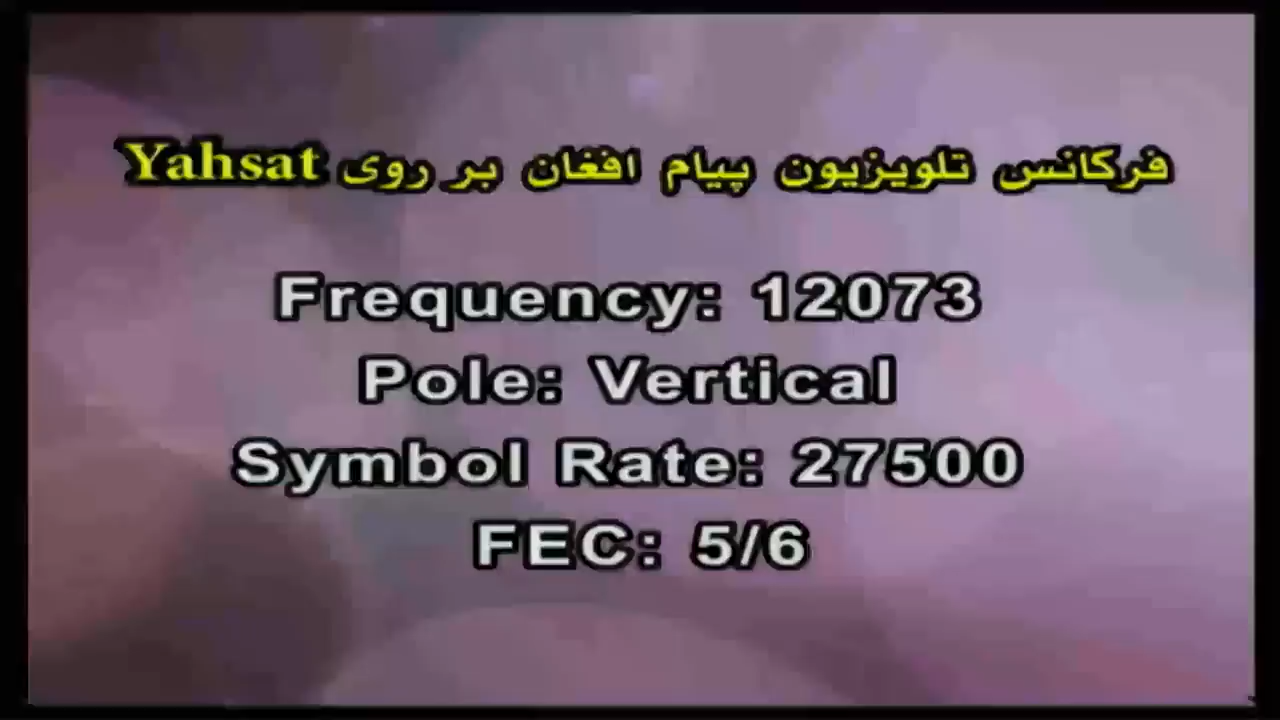 فرکانس تلویزیون پیام افغان بر روی Yahsat
Frequency: 12073
Pole: Vertical
Symbol Rate: 27500
FEC: 5/6